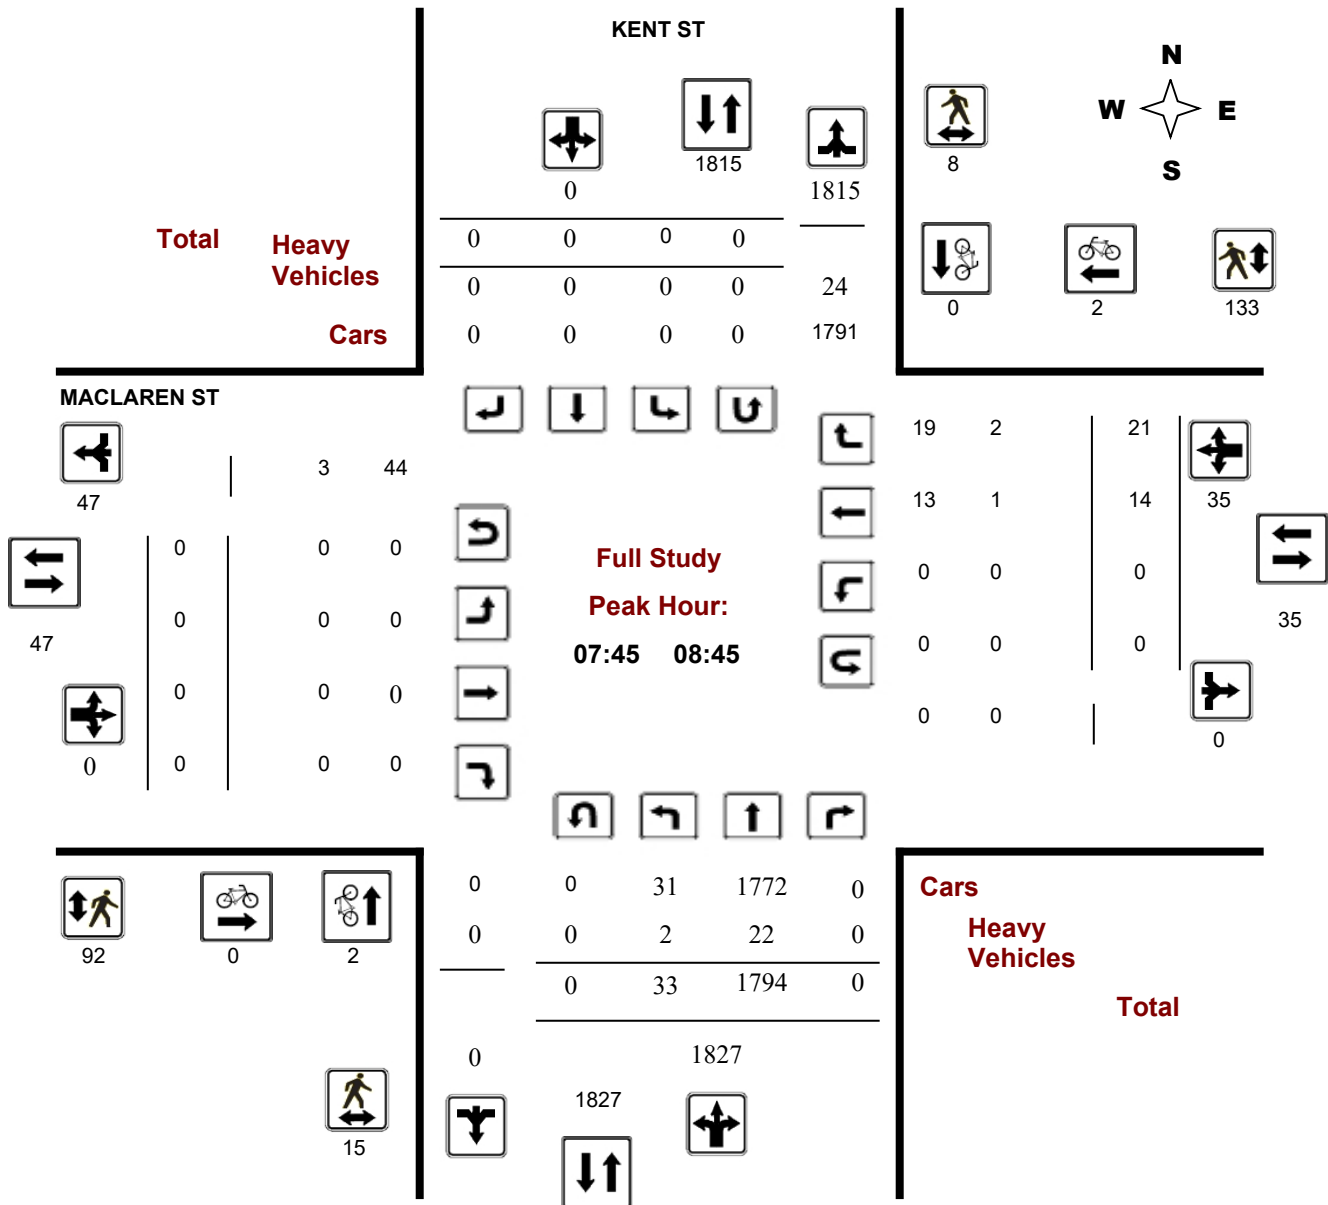 KENT ST
N
W E
S
1815
8
0 1815
Total
Heavy
Vehicles
Cars
0 0 0 0
0 0 0 0 24
0 0 0 0 1791
0 2 133
MACLAREN ST
47
3 44
0 0 0
0 0 0
0 0 0
0 0 0
47
0
Full Study
Peak Hour:
07:45 08:45
19 2 21
13 1 14 35
0 0 0
0 0 0
0 0
35
0
0 0 31 1772 0
0 0 2 22 0
0 33 1794 0
0 1827
1827
92 0 2
15
Cars
Heavy
Vehicles
Total